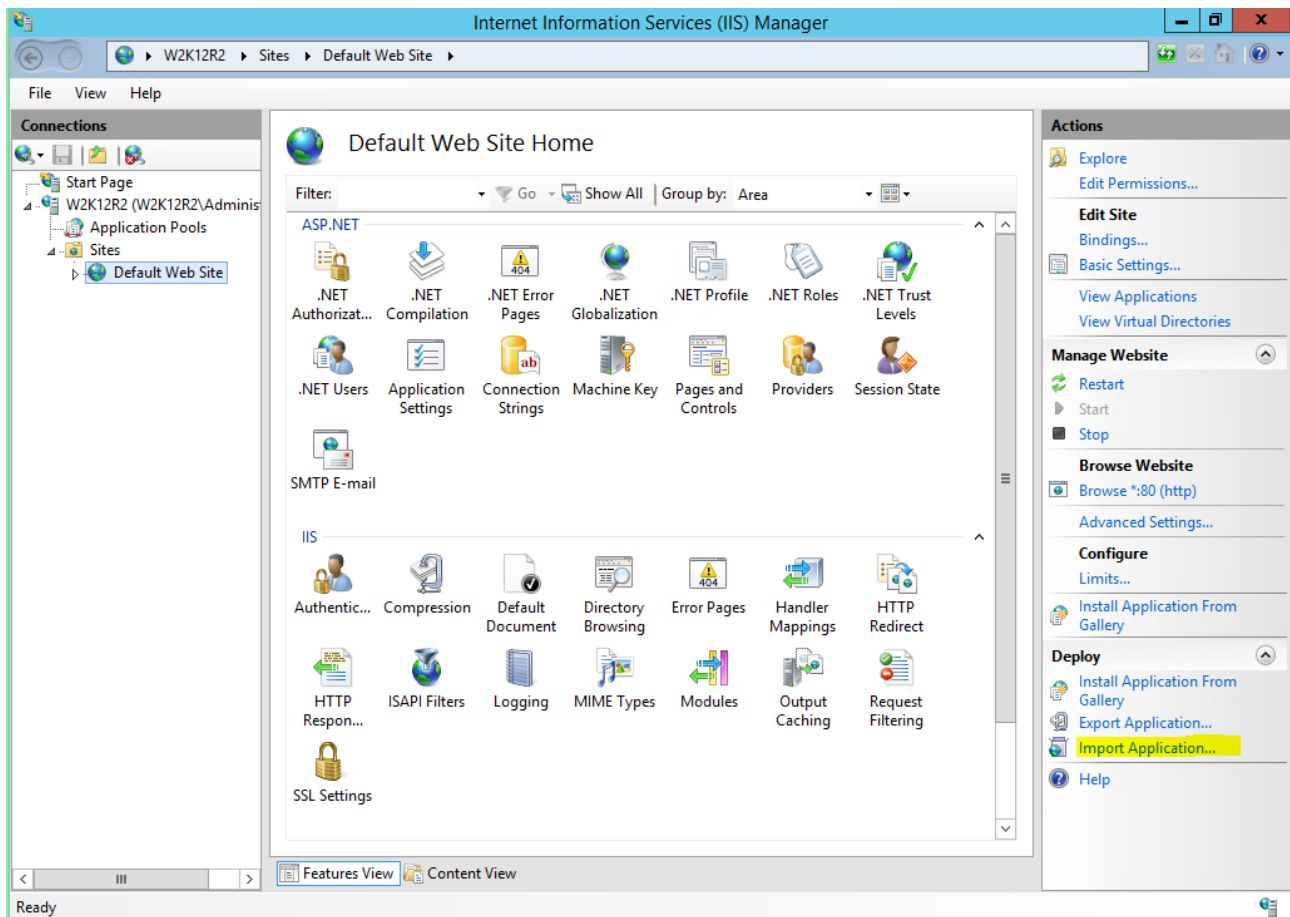 Internet Information Services (IIS) Manager
W2K12R2 Sites Default Web Site
File View Help
Connections
Start Page
W2K12R2 (W2K12R2\Adminis
Application Pools
Sites
Default Web Site
Default Web Site Home
Filter: Go Show All Group by: Area
ASP.NET
.NET Authorizat...
.NET Compilation
.NET Error Pages
.NET Globalization
.NET Profile
.NET Roles
.NET Trust Levels
.NET Users
Application Settings
Connection Strings
Machine Key
Pages and Controls
Providers
Session State
SMTP E-mail
IIS
Authentic...
Compression
Default Document
Directory Browsing
Error Pages
Handler Mappings
HTTP Redirect
HTTP Respon...
ISAPI Filters
Logging
MIME Types
Modules
Output Caching
Request Filtering
SSL Settings
Features View Content View
Actions
Explore
Edit Permissions...
Edit Site
Bindings...
Basic Settings...
View Applications
View Virtual Directories
Manage Website
Restart
Start
Stop
Browse Website
Browse *:80 (http)
Advanced Settings...
Configure
Limits...
Install Application From
Gallery
Deploy
Install Application From
Gallery
Export Application...
Import Application...
Help
Ready